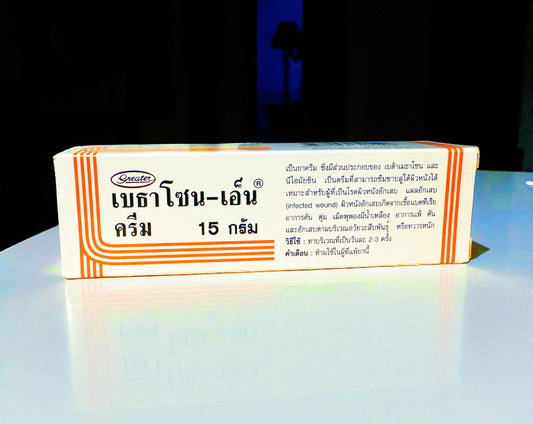 Greater
เบธาโซน-เอ็น®
ครีม 15 กรัม
เป็นยาครีม ซึ่งมีส่วนประกอบของ เบต้าเมธาโซน และ
นีโอมัยซิน เป็นครีมที่สามารถซึมซาบสู่ใต้ผิวหนังได้
เหมาะสำหรับผู้ที่เป็นโรคผิวหนังอักเสบ แผลอักเสบ
(infected wound) ผิวหนังอักเสบเกิดจากเชื้อแบคทีเรีย
อาการคัน ตุ่ม เม็ดพุพองมีน้ำเหลือง อาการแพ้ คัน
และอักเสบตามบริเวณอวัยวะสืบพันธุ์ หรือทวารหนัก
วิธีใช้ : ทาบริเวณที่เป็นวันละ 2-3 ครั้ง
คำเตือน : ห้ามใช้ในผู้ที่แพ้ยานี้